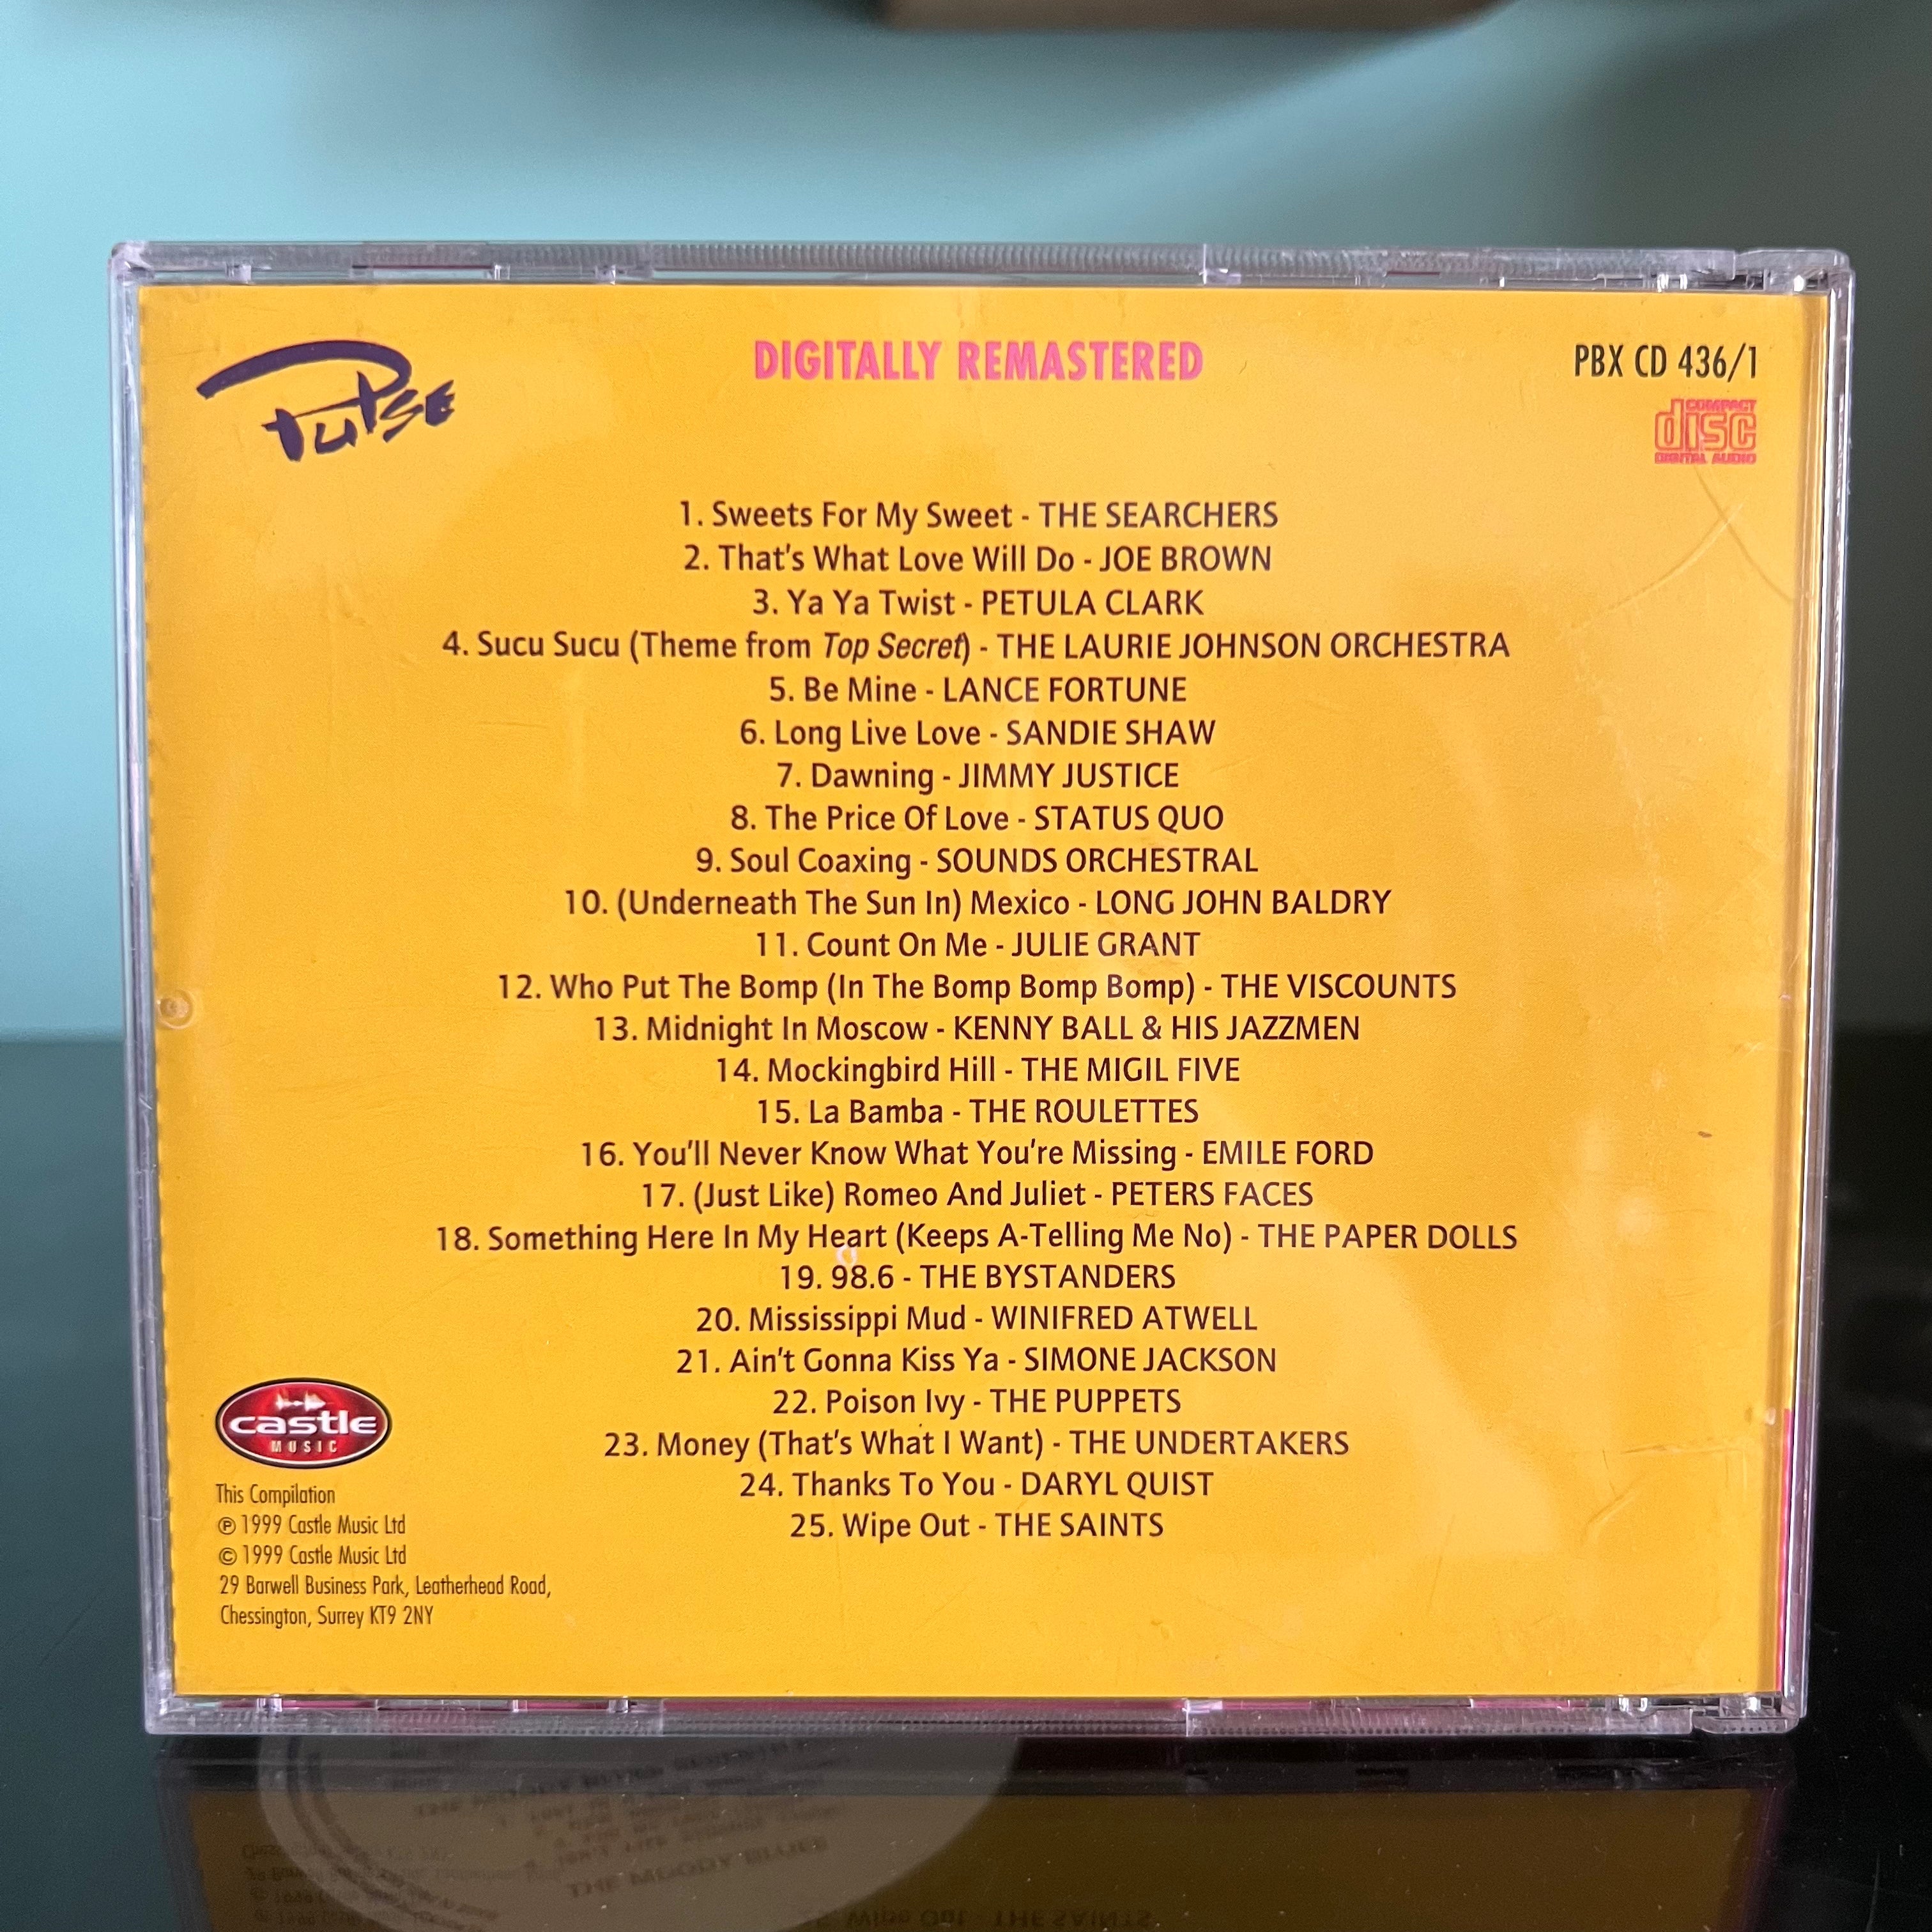 Pulse
DIGITALLY REMASTERED
PBX CD 436/1
COMPACT
disc
DIGITAL AUDIO
1. Sweets For My Sweet - THE SEARCHERS
2. That's What Love Will Do - JOE BROWN
3. Ya Ya Twist - PETULA CLARK
4. Sucu Sucu (Theme from Top Secret) - THE LAURIE JOHNSON ORCHESTRA
5. Be Mine - LANCE FORTUNE
6. Long Live Love - SANDIE SHAW
7. Dawning - JIMMY JUSTICE
8. The Price Of Love - STATUS QUO
9. Soul Coaxing - SOUNDS ORCHESTRAL
10. (Underneath The Sun In) Mexico - LONG JOHN BALDRY
11. Count On Me - JULIE GRANT
12. Who Put The Bomp (In The Bomp Bomp Bomp) - THE VISCOUNTS
13. Midnight In Moscow - KENNY BALL & HIS JAZZMEN
14. Mockingbird Hill - THE MIGIL FIVE
15. La Bamba - THE ROULETTES
16. You'll Never Know What You're Missing - EMILE FORD
17. (Just Like) Romeo And Juliet - PETERS FACES
18. Something Here In My Heart (Keeps A-Telling Me No) - THE PAPER DOLLS
19. 98.6 - THE BYSTANDERS
20. Mississippi Mud - WINIFRED ATWELL
21. Ain't Gonna Kiss Ya - SIMONE JACKSON
22. Poison Ivy - THE PUPPETS
23. Money (That's What I Want) - THE UNDERTAKERS
24. Thanks To You - DARYL QUIST
25. Wipe Out - THE SAINTS
castle
MUSIC
This Compilation
℗ 1999 Castle Music Ltd
© 1999 Castle Music Ltd
29 Barwell Business Park, Leatherhead Road,
Chessington, Surrey KT9 2NY
THE MOODY BLUES
25. Wipe Out - THE SAINTS